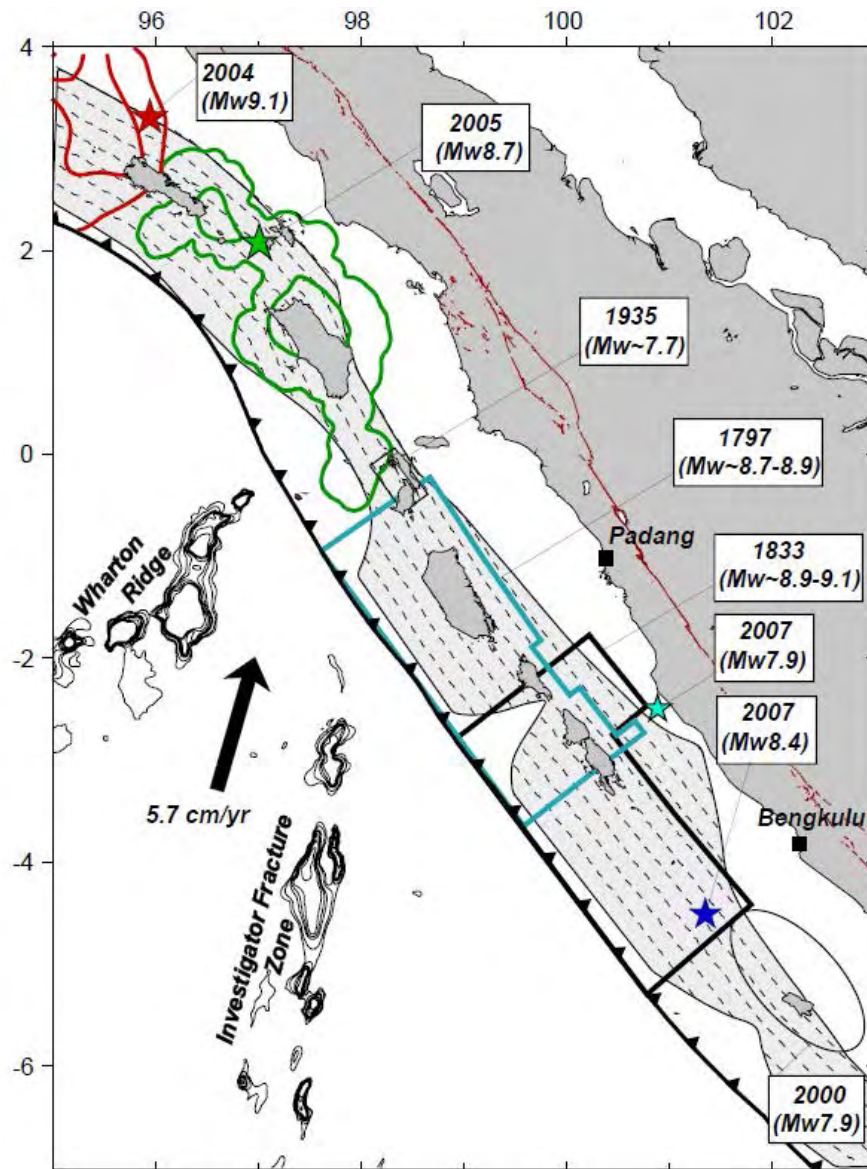 96
98
100
102
4
2004
(Mw9.1)
2005
(Mw8.7)
2
1935
(Mw~7.7)
0
1797
(Mw~8.7-8.9)
Padang
1833
(Mw~8.9-9.1)
Wharton
Ridge
-2
2007
(Mw7.9)
2007
(Mw8.4)
5.7 cm/yr
Bengkulu
-4
Investigator Fracture
Zone
-6
2000
(Mw7.9)